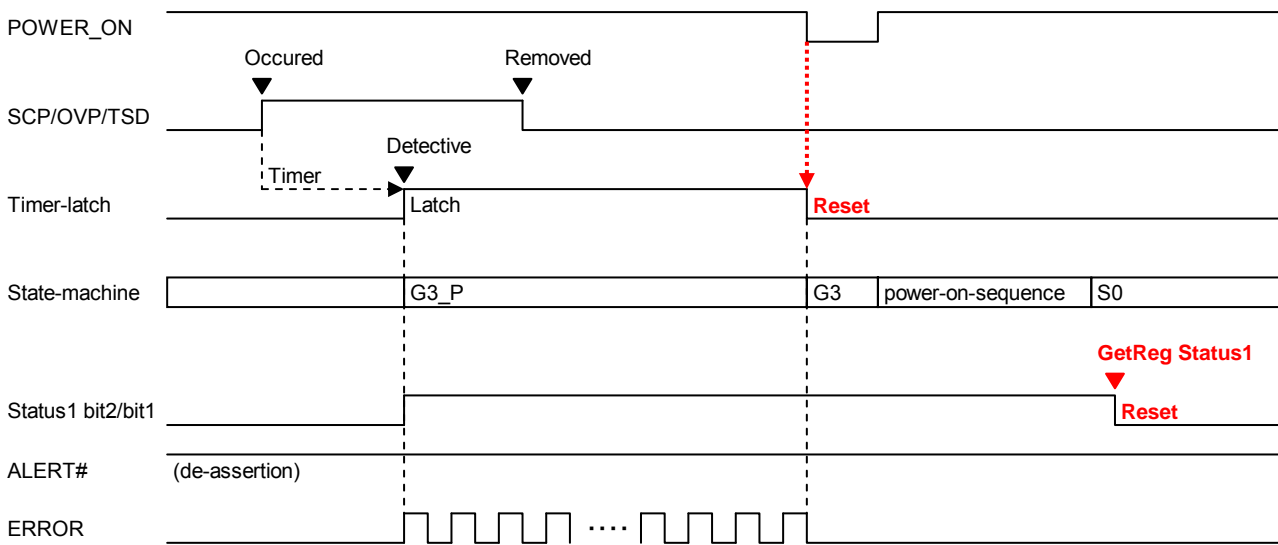 POWER_ON
Occured Removed
SCP/OVP/TSD
Detective
Timer
Timer-latch Latch Reset
State-machine G3_P G3 power-on-sequence S0
GetReg Status1
Status1 bit2/bit1 Reset
ALERT# (de-assertion)
ERROR ....